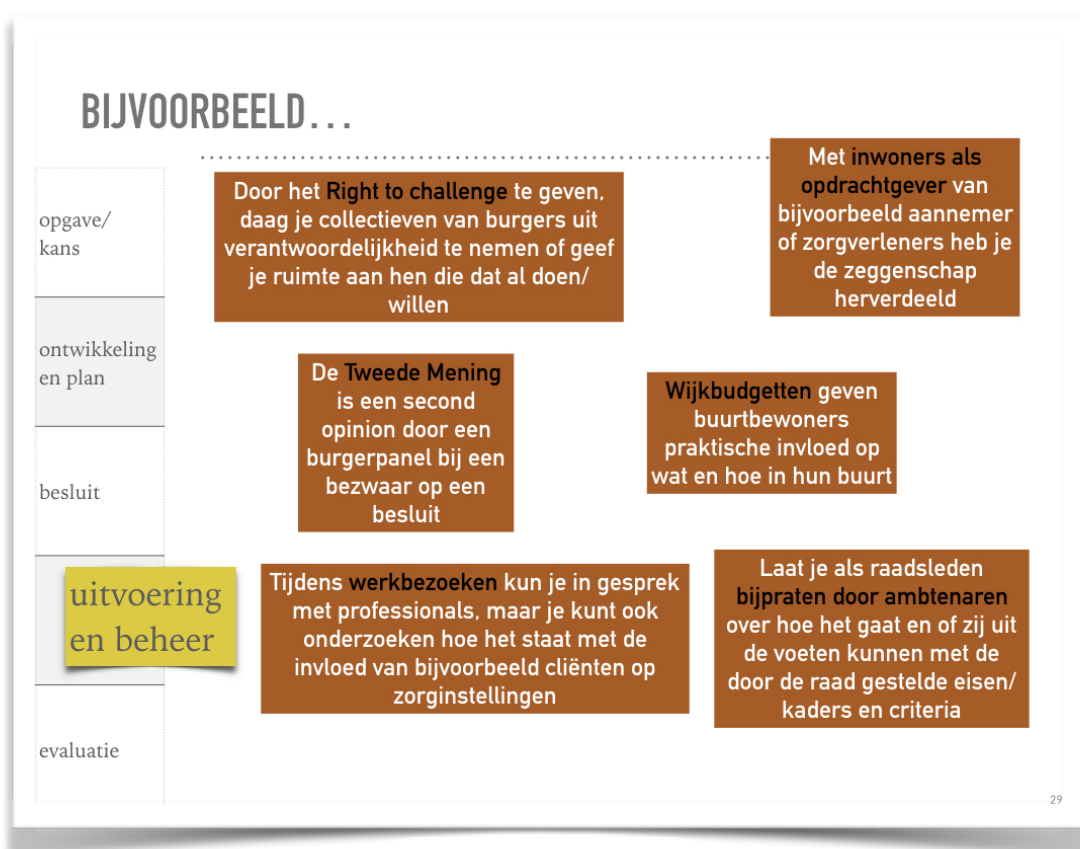 BIJVOORBEELD...
opgave/
kans
ontwikkeling
en plan
besluit
uitvoering
en beheer
evaluatie
Door het Right to challenge te geven,
daag je collectieven van burgers uit
verantwoordelijkheid te nemen of geef
je ruimte aan hen die dat al doen/
willen
Met inwoners als
opdrachtgever van
bijvoorbeeld aannemer
of zorgverleners heb je
de zeggenschap
herverdeeld
De Tweede Mening
is een second
opinion door een
burgerpanel bij een
bezwaar op een
besluit
Wijkbudgetten geven
buurtbewoners
praktische invloed op
wat en hoe in hun buurt
Tijdens werkbezoeken kun je in gesprek
met professionals, maar je kunt ook
onderzoeken hoe het staat met de
invloed van bijvoorbeeld cliënten op
zorginstellingen
Laat je als raadsleden
bijpraten door ambtenaren
over hoe het gaat en of zij uit
de voeten kunnen met de
door de raad gestelde eisen/
kaders en criteria
29